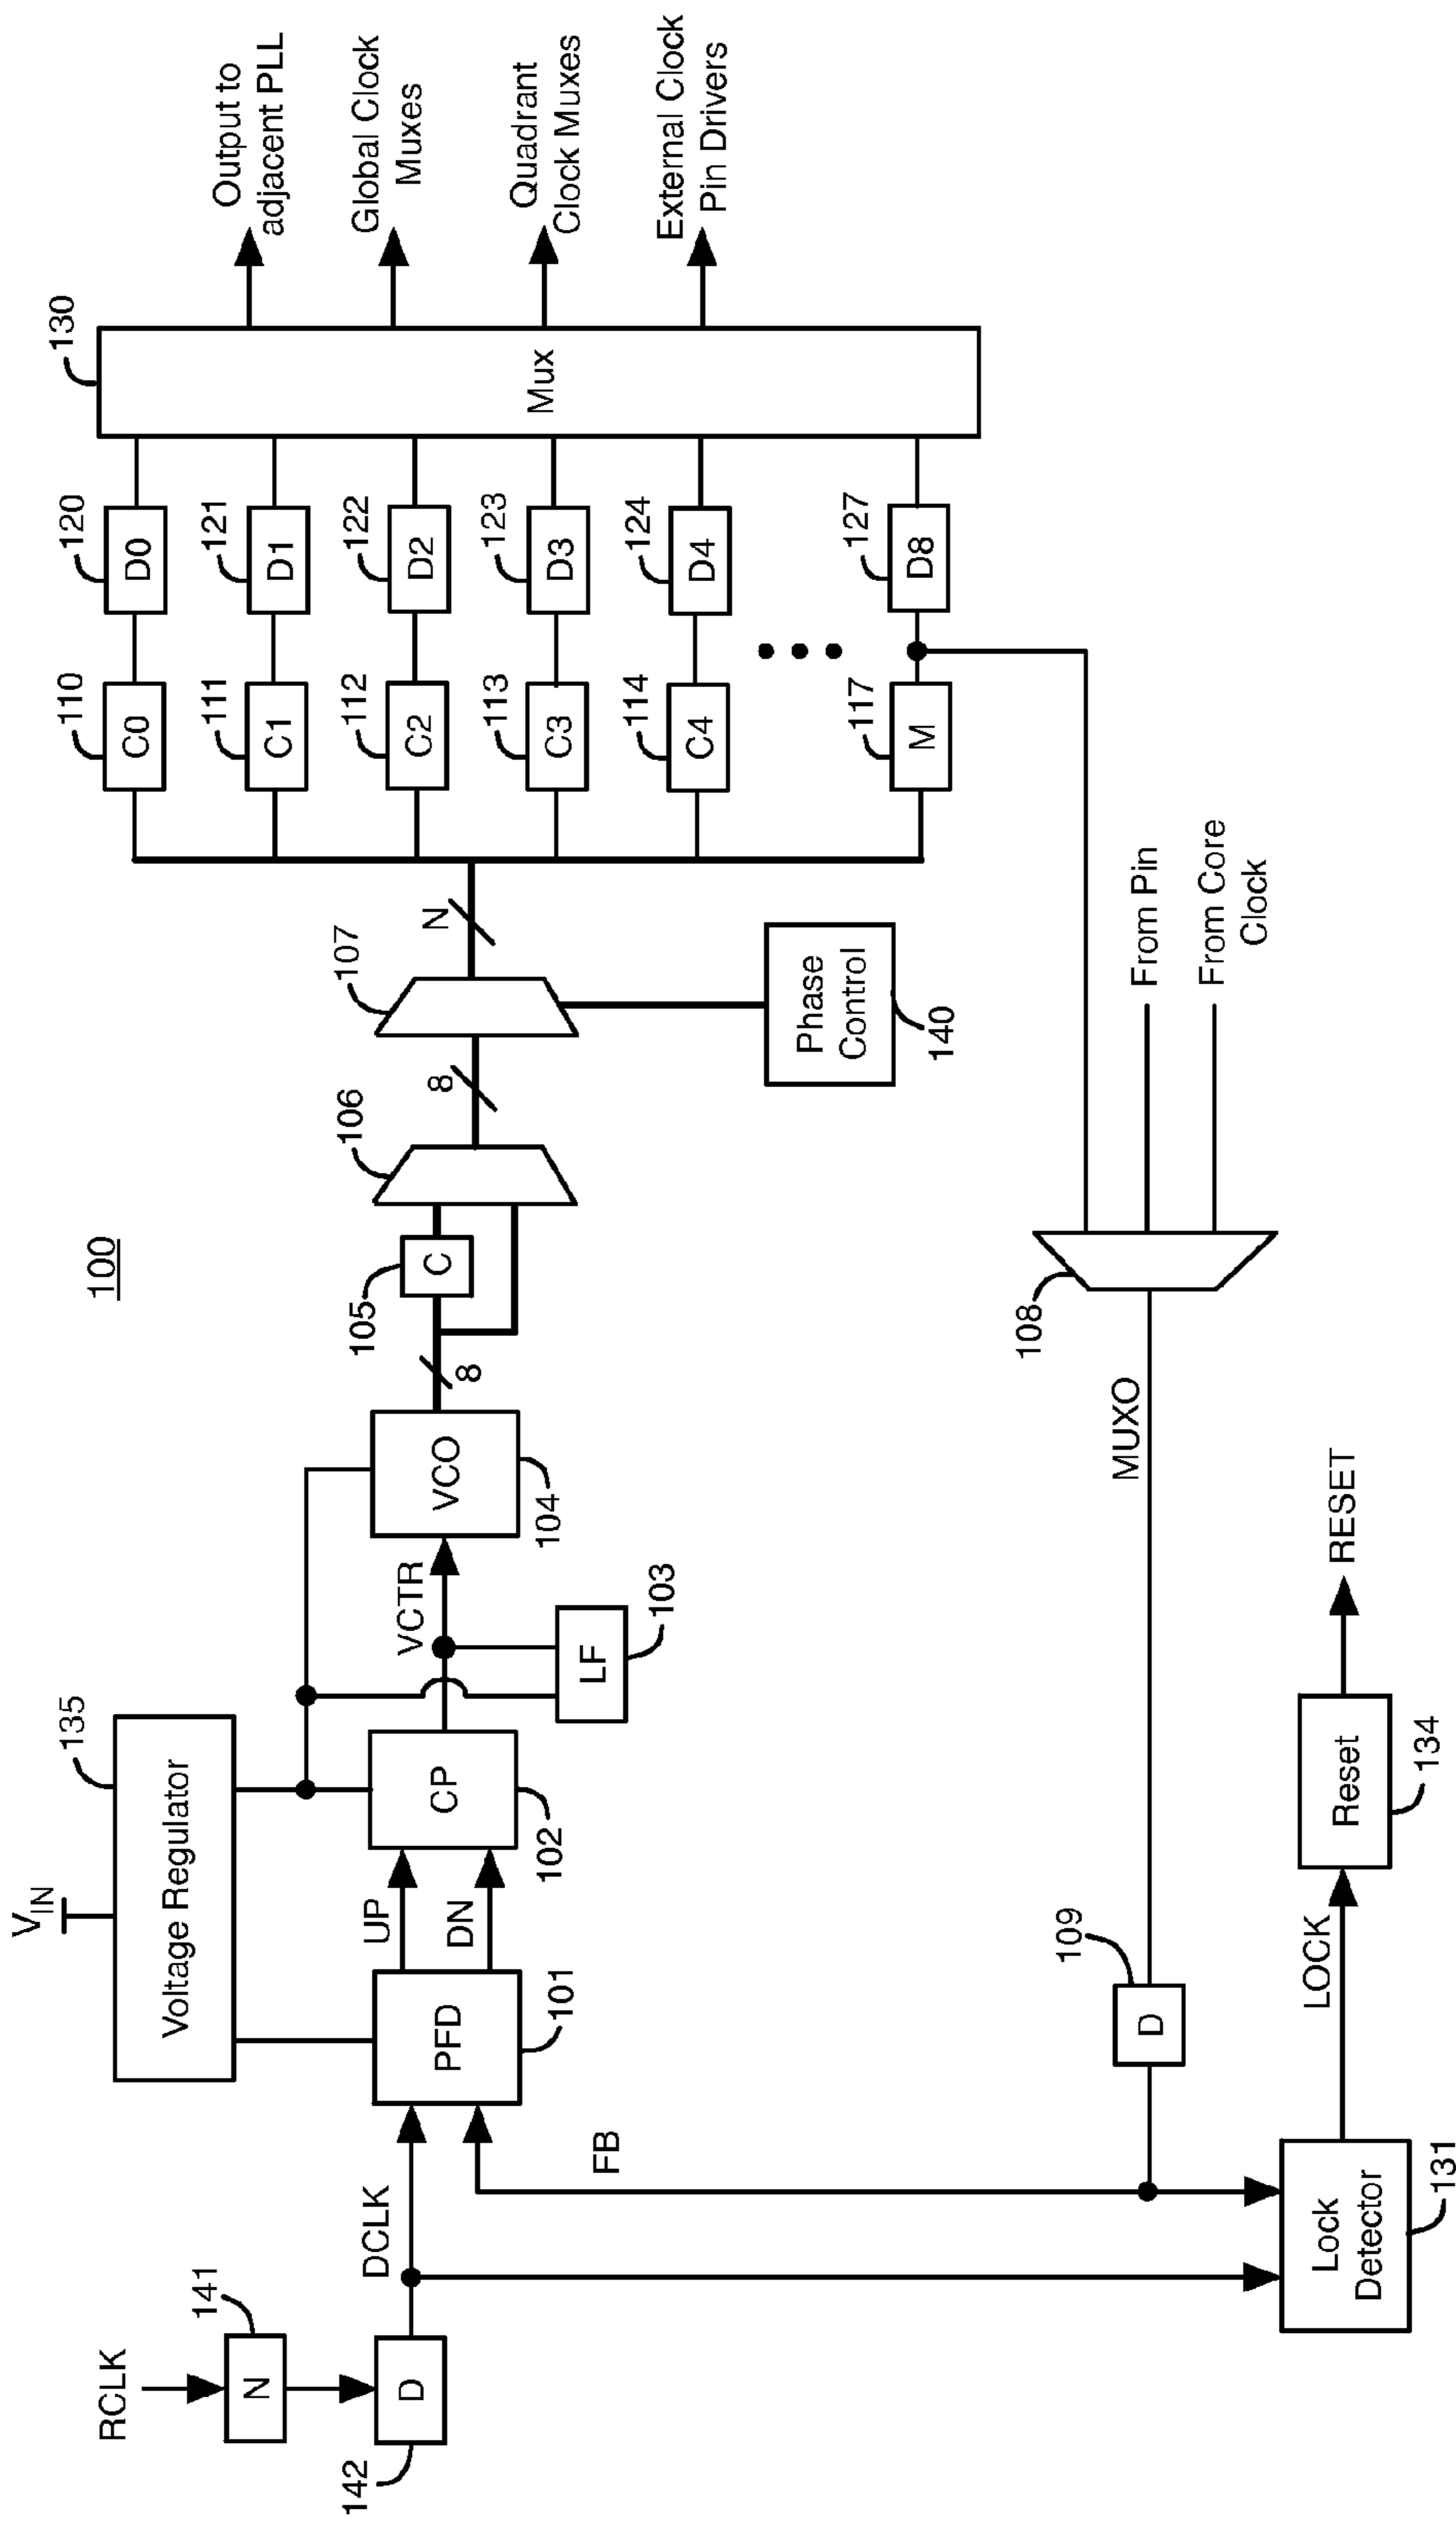 100
RCLK
141
N
D
142
DCLK
V_IN
Voltage Regulator
135
PFD
101
UP
DN
CP
102
VCTR
LF
103
VCO
104
8
C
105
106
8
107
N
Phase
Control
140
C0
110
D0
120
C1
111
D1
121
C2
112
D2
122
C3
113
D3
123
C4
114
D4
124
M
117
D8
127
Mux
130
Output to
adjacent PLL
Global Clock
Muxes
Quadrant
Clock Muxes
External Clock
Pin Drivers
From Pin
From Core
Clock
108
MUXO
D
109
FB
Lock
Detector
131
LOCK
Reset
134
RESET